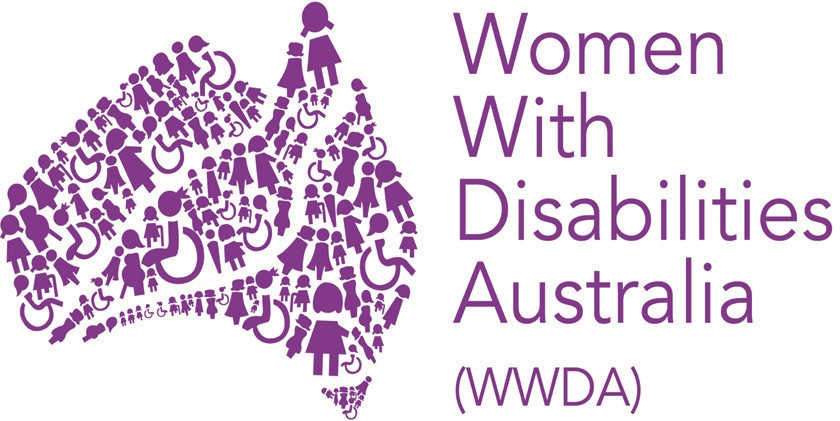 Women
With
Disabilities
Australia
(WWDA)